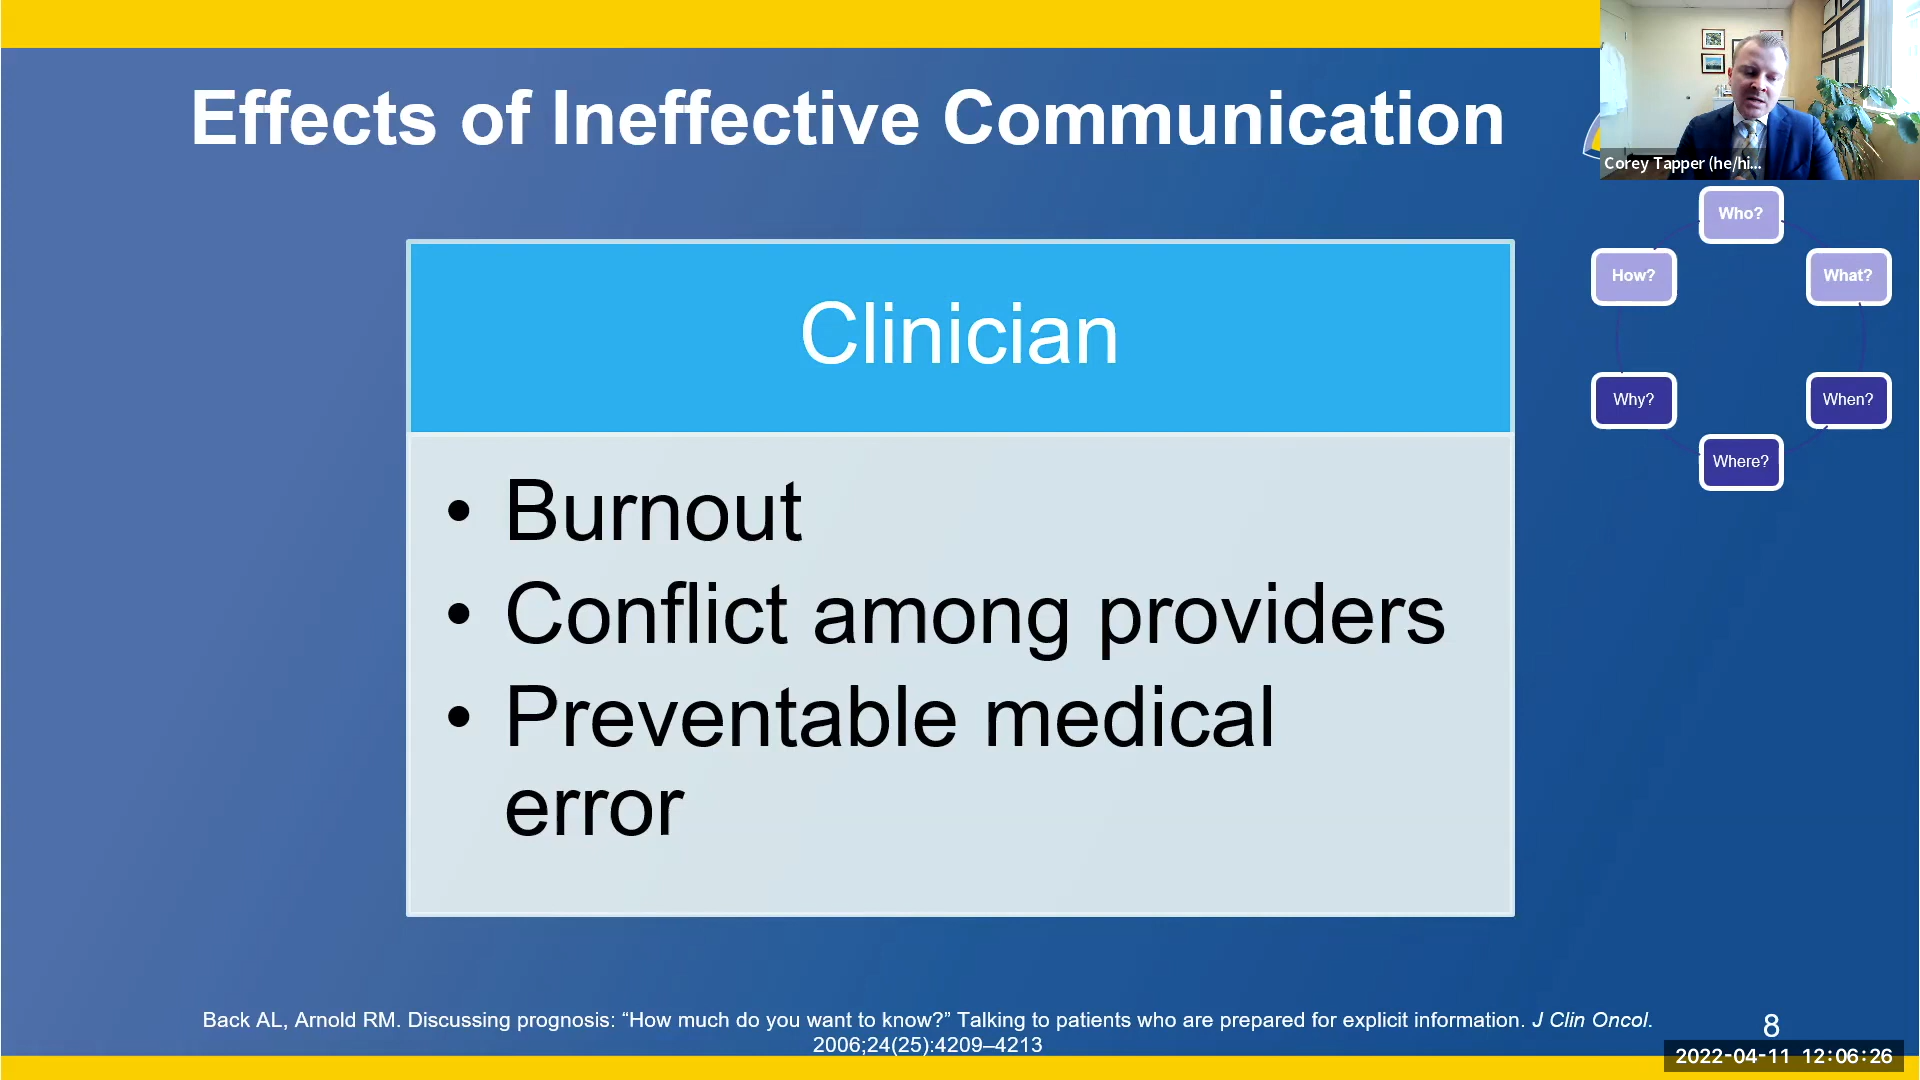 Effects of Ineffective Communication
Corey Tapper (he/hi...
Who?
How?
What?
Why?
When?
Where?
Clinician
• Burnout
• Conflict among providers
• Preventable medical
error
Back AL, Arnold RM. Discussing prognosis: “How much do you want to know?” Talking to patients who are prepared for explicit information. J Clin Oncol.
2006;24(25):4209–4213
8
2022-04-11 12:06:26